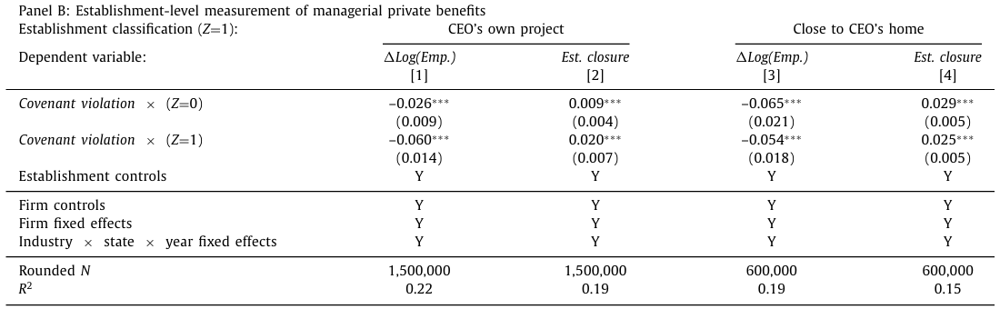 Panel B: Establishment-level measurement of managerial private benefits
Establishment classification (Z=1): CEO's own project Close to CEO's home
Dependent variable: ΔLog(Emp.) Est. closure ΔLog(Emp.) Est. closure
[1] [2] [3] [4]
Covenant violation × (Z=0) −0.026*** 0.009*** −0.065*** 0.029***
(0.009) (0.004) (0.021) (0.005)
Covenant violation × (Z=1) −0.060*** 0.020*** −0.054*** 0.025***
(0.014) (0.007) (0.018) (0.005)
Establishment controls Y Y Y Y
Firm controls Y Y Y Y
Firm fixed effects Y Y Y Y
Industry × state × year fixed effects Y Y Y Y
Rounded N 1,500,000 1,500,000 600,000 600,000
R² 0.22 0.19 0.19 0.15